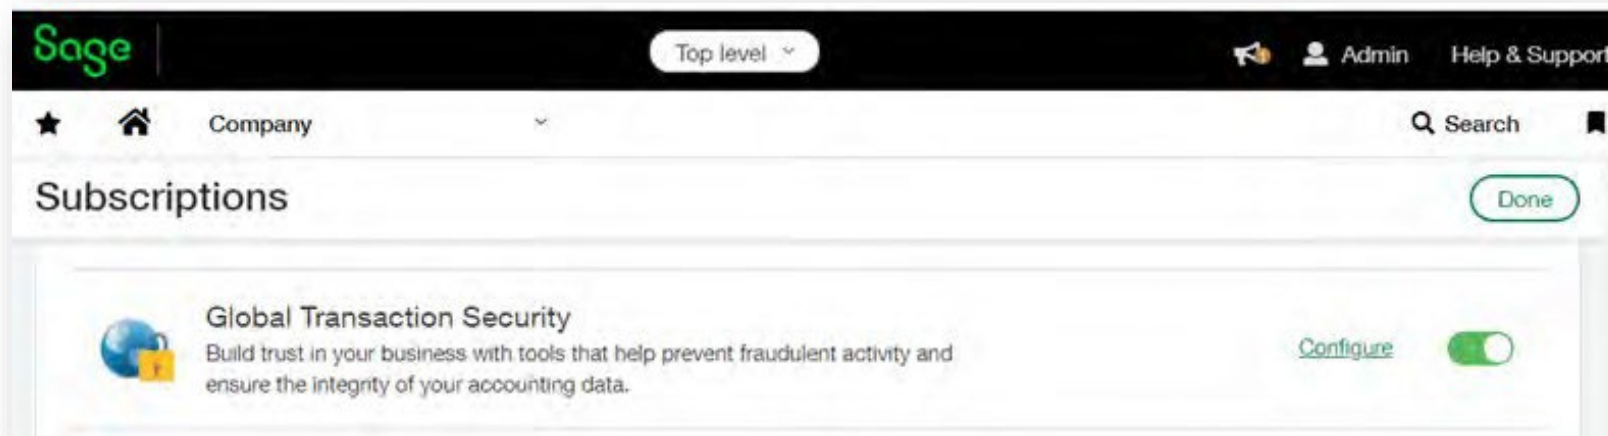 Sage
Top level
Admin
Help & Support
Company
Search
Subscriptions
Done
Global Transaction Security
Build trust in your business with tools that help prevent fraudulent activity and
ensure the integrity of your accounting data.
Configure